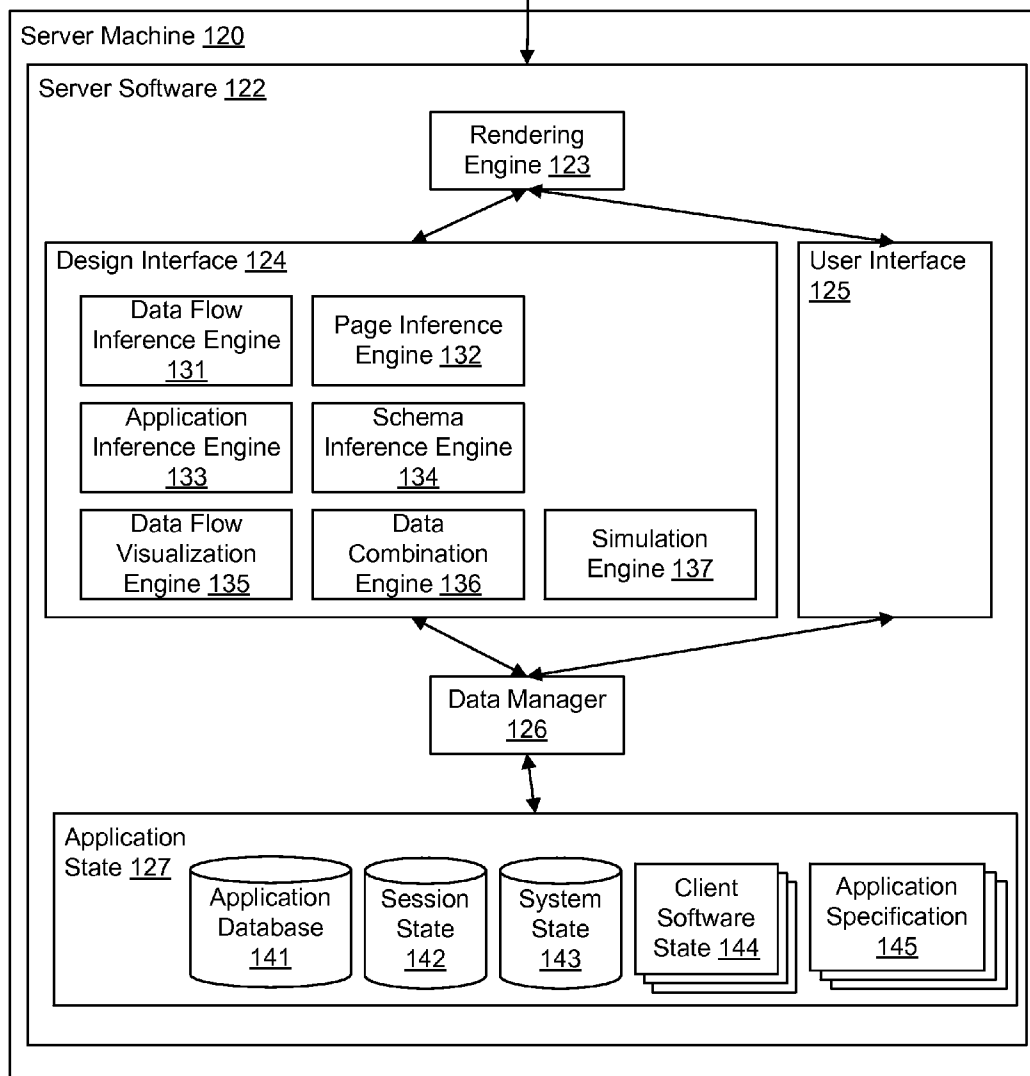 Server Machine 120
Server Software 122
Rendering
Engine 123
Design Interface 124
User Interface
125
Data Flow
Inference Engine
131
Page Inference
Engine 132
Application
Inference Engine
133
Schema
Inference Engine
134
Data Flow
Visualization
Engine 135
Data
Combination
Engine 136
Simulation
Engine 137
Data Manager
126
Application
State 127
Application
Database
141
Session
State
142
System
State
143
Client
Software
State 144
Application
Specification
145